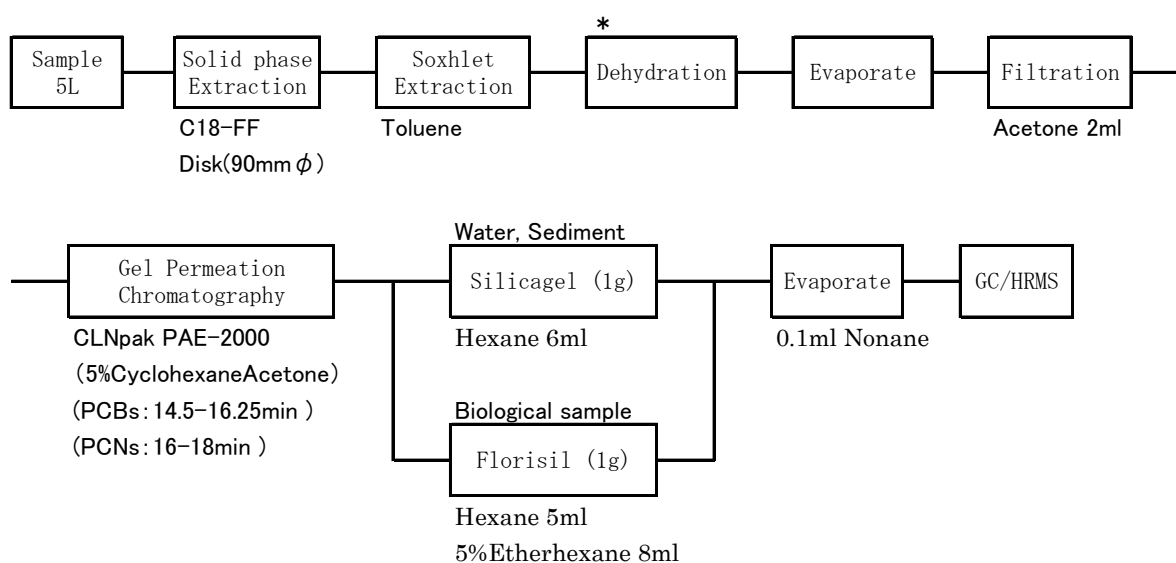 *
Sample
5L
Solid phase
Extraction
Soxhlet
Extraction
Dehydration
Evaporate
Filtration
C18-FF
Disk(90mmφ)
Toluene
Acetone 2ml
Gel Permeation
Chromatography
CLNpak PAE-2000
(5%CyclohexaneAcetone)
(PCBs:14.5-16.25min )
(PCNs:16-18min )
Water, Sediment
Silicagel (1g)
Hexane 6ml
Biological sample
Florisil (1g)
Hexane 5ml
5%Etherhexane 8ml
Evaporate
0.1ml Nonane
GC/HRMS